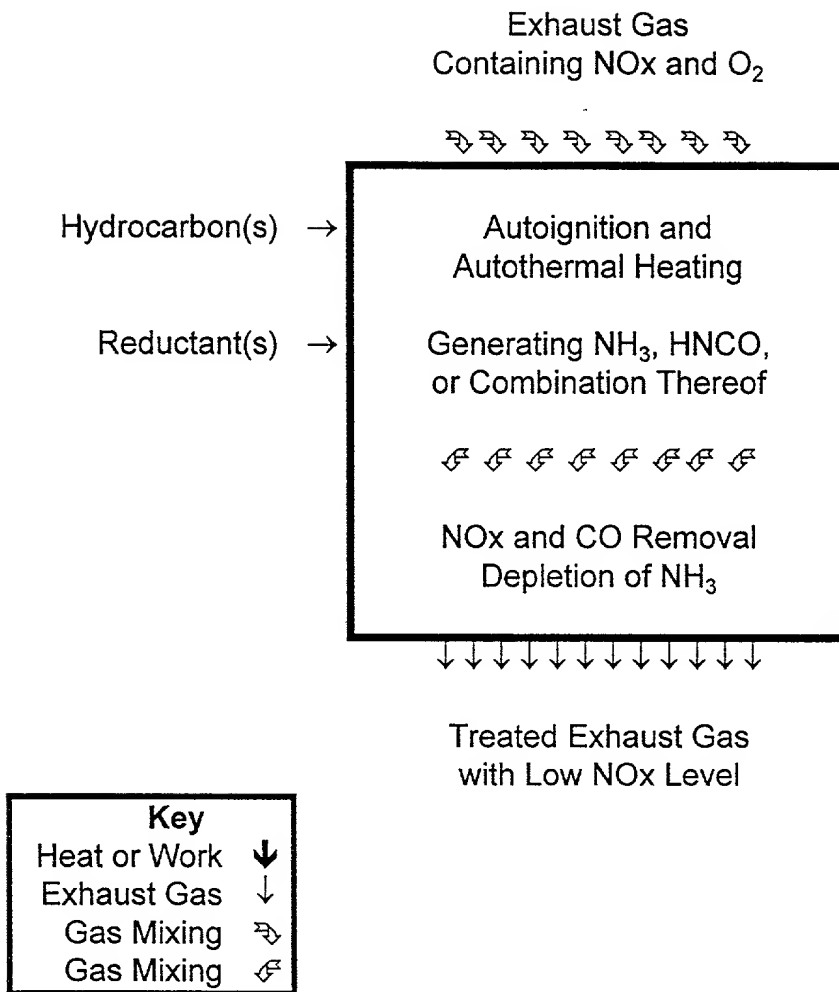 Exhaust Gas
Containing NOx and O₂
Hydrocarbon(s) →
Autoignition and
Autothermal Heating
Reductant(s) →
Generating NH₃, HNCO,
or Combination Thereof
NOx and CO Removal
Depletion of NH₃
Treated Exhaust Gas
with Low NOx Level
Key
Heat or Work
Exhaust Gas ↓
Gas Mixing
Gas Mixing